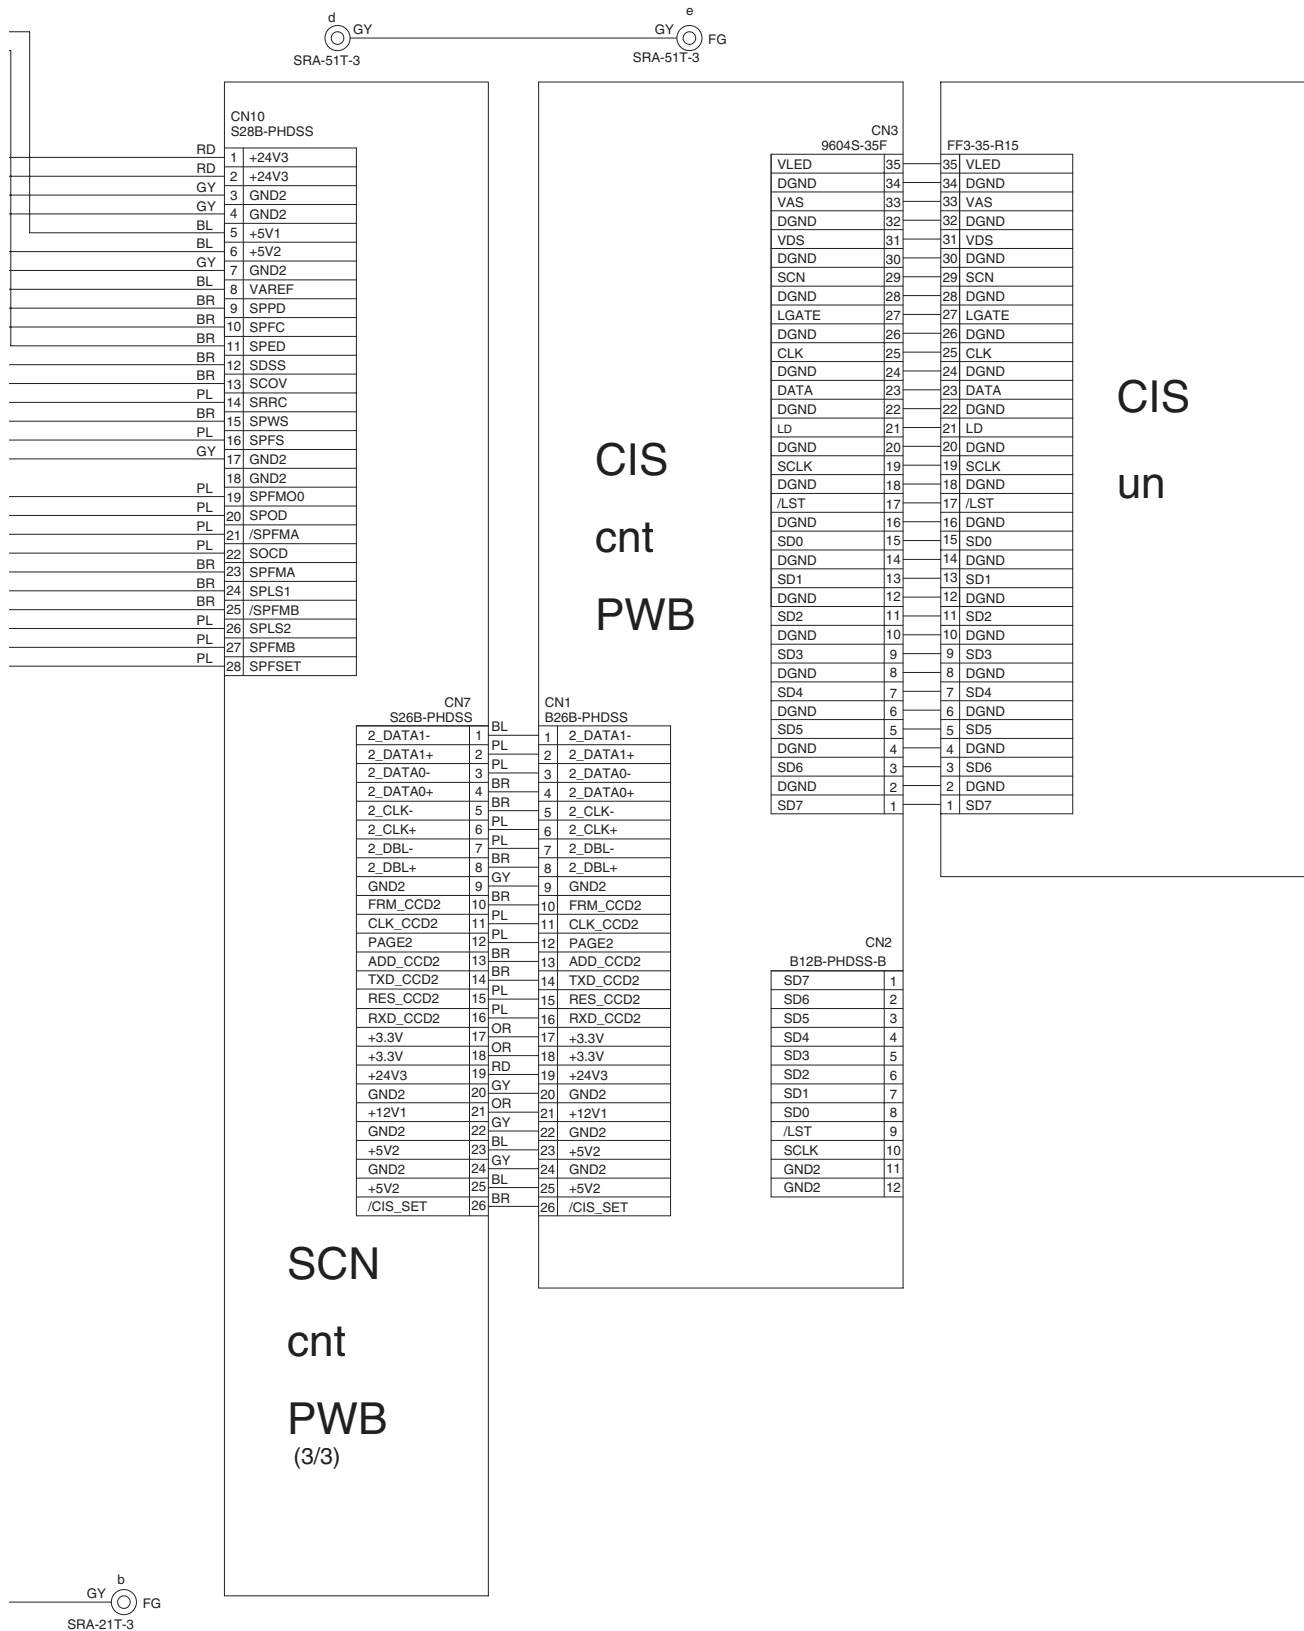 d
GY
SRA-51T-3
e
GY
FG
SRA-51T-3
CN10
S28B-PHDSS
RD 1 +24V3
RD 2 +24V3
GY 3 GND2
GY 4 GND2
BL 5 +5V1
BL 6 +5V2
GY 7 GND2
BL 8 VAREF
BR 9 SPPD
BR 10 SPFC
BR 11 SPED
BR 12 SDSS
BR 13 SCOV
PL 14 SRRC
BR 15 SPWS
PL 16 SPFS
GY 17 GND2
18 GND2
PL 19 SPFMO0
PL 20 SPOD
PL 21 /SPFMA
PL 22 SOCD
BR 23 SPFMA
BR 24 SPLS1
BR 25 /SPFMB
PL 26 SPLS2
PL 27 SPFMB
PL 28 SPFSET
CN3
9604S-35F FF3-35-R15
VLED 35 35 VLED
DGND 34 34 DGND
VAS 33 33 VAS
DGND 32 32 DGND
VDS 31 31 VDS
DGND 30 30 DGND
SCN 29 29 SCN
DGND 28 28 DGND
LGATE 27 27 LGATE
DGND 26 26 DGND
CLK 25 25 CLK
DGND 24 24 DGND
DATA 23 23 DATA
DGND 22 22 DGND
LD 21 21 LD
DGND 20 20 DGND
SCLK 19 19 SCLK
DGND 18 18 DGND
/LST 17 17 /LST
DGND 16 16 DGND
SD0 15 15 SD0
DGND 14 14 DGND
SD1 13 13 SD1
DGND 12 12 DGND
SD2 11 11 SD2
DGND 10 10 DGND
SD3 9 9 SD3
DGND 8 8 DGND
SD4 7 7 SD4
DGND 6 6 DGND
SD5 5 5 SD5
DGND 4 4 DGND
SD6 3 3 SD6
DGND 2 2 DGND
SD7 1 1 SD7
CIS
cnt
PWB
CIS
un
CN7 CN1
S26B-PHDSS B26B-PHDSS
2_DATA1- 1 BL 1 2_DATA1-
2_DATA1+ 2 PL 2 2_DATA1+
2_DATA0- 3 PL 3 2_DATA0-
2_DATA0+ 4 BR 4 2_DATA0+
2_CLK- 5 BR 5 2_CLK-
2_CLK+ 6 PL 6 2_CLK+
2_DBL- 7 PL 7 2_DBL-
2_DBL+ 8 BR 8 2_DBL+
GND2 9 GY 9 GND2
FRM_CCD2 10 BR 10 FRM_CCD2
CLK_CCD2 11 PL 11 CLK_CCD2
PAGE2 12 PL 12 PAGE2
ADD_CCD2 13 BR 13 ADD_CCD2
TXD_CCD2 14 BR 14 TXD_CCD2
RES_CCD2 15 PL 15 RES_CCD2
RXD_CCD2 16 PL 16 RXD_CCD2
+3.3V 17 OR 17 +3.3V
+3.3V 18 OR 18 +3.3V
+24V3 19 RD 19 +24V3
GND2 20 GY 20 GND2
+12V1 21 OR 21 +12V1
GND2 22 GY 22 GND2
+5V2 23 BL 23 +5V2
GND2 24 GY 24 GND2
+5V2 25 BL 25 +5V2
/CIS_SET 26 BR 26 /CIS_SET
CN2
B12B-PHDSS-B
SD7 1
SD6 2
SD5 3
SD4 4
SD3 5
SD2 6
SD1 7
SD0 8
/LST 9
SCLK 10
GND2 11
GND2 12
SCN
cnt
PWB
(3/3)
b
GY
FG
SRA-21T-3